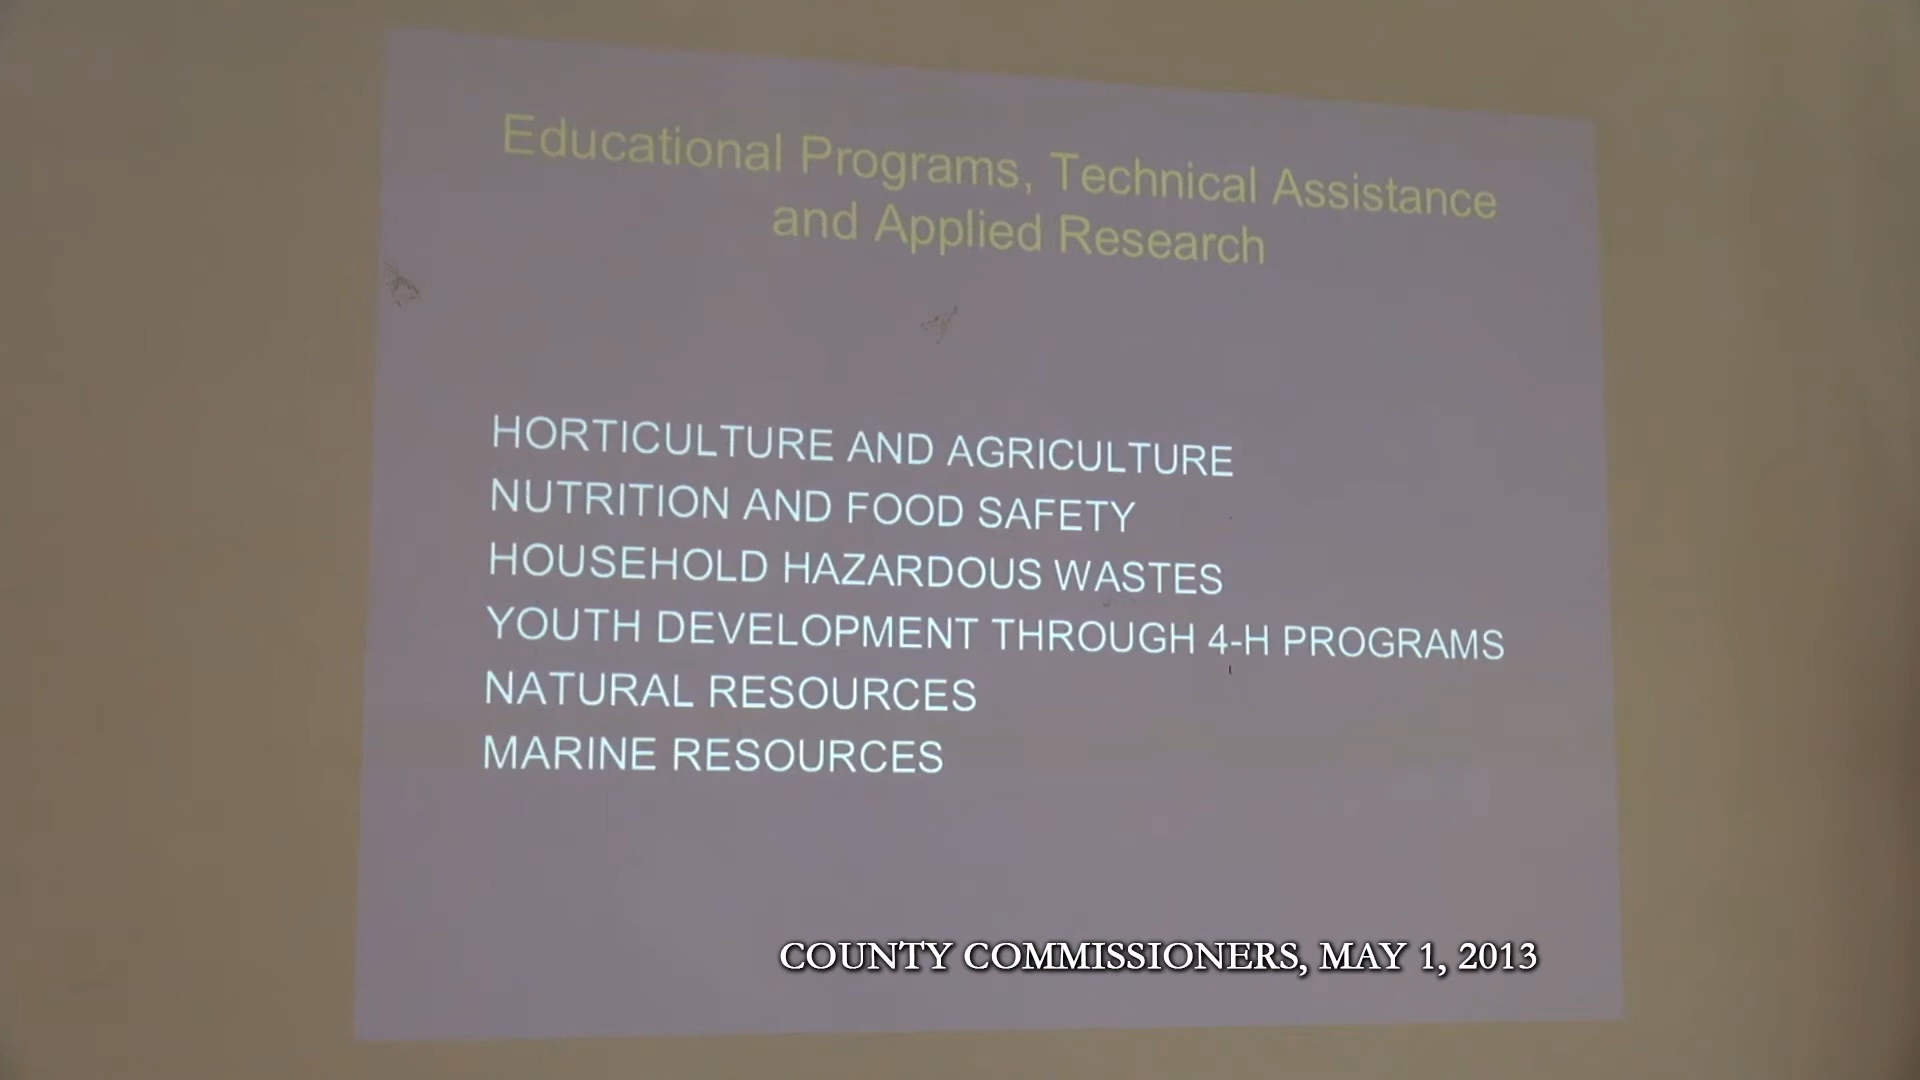 Educational Programs, Technical Assistance
and Applied Research
HORTICULTURE AND AGRICULTURE
NUTRITION AND FOOD SAFETY
HOUSEHOLD HAZARDOUS WASTES
YOUTH DEVELOPMENT THROUGH 4-H PROGRAMS
NATURAL RESOURCES
MARINE RESOURCES
COUNTY COMMISSIONERS, MAY 1, 2013